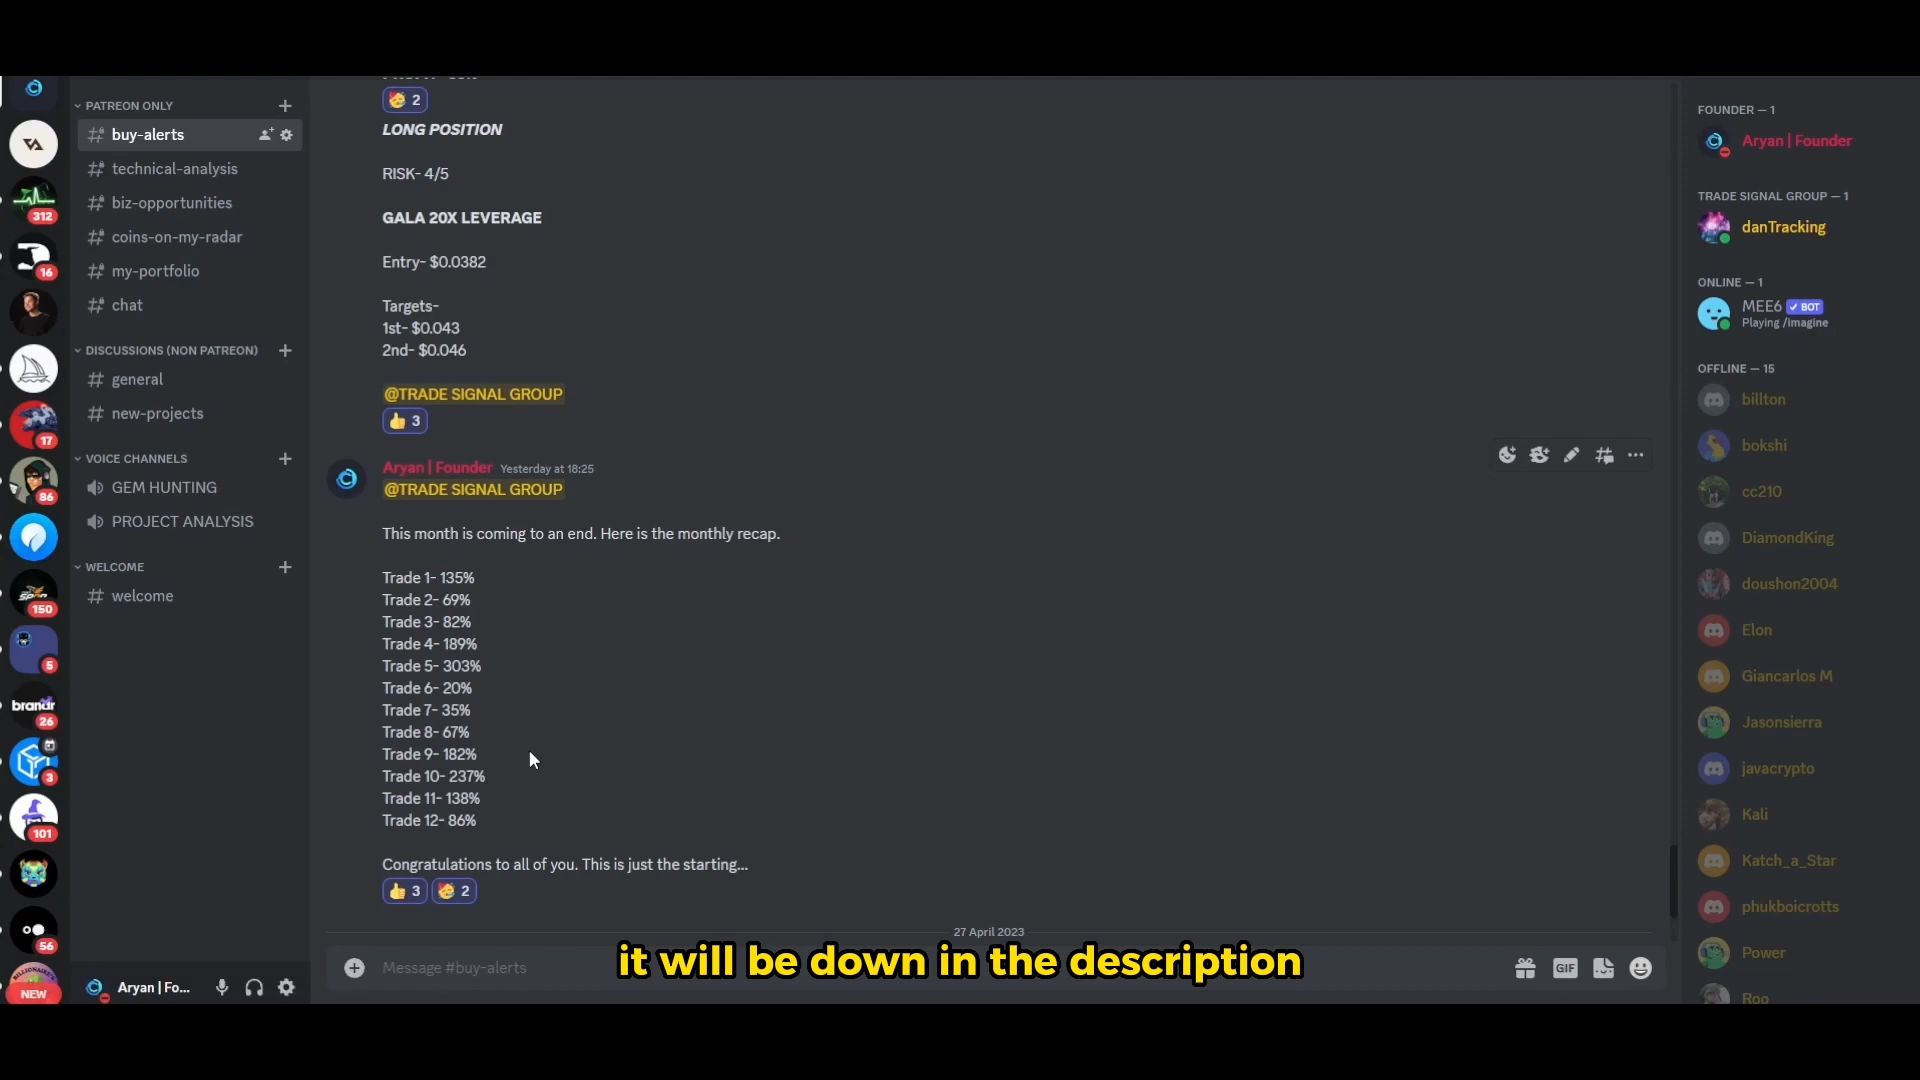 PATREON ONLY
buy-alerts
technical-analysis
biz-opportunities
coins-on-my-radar
my-portfolio
chat
DISCUSSIONS (NON PATREON)
general
new-projects
VOICE CHANNELS
GEM HUNTING
PROJECT ANALYSIS
WELCOME
welcome
312
16
17
86
150
5
brandr
26
3
101
56
NEW
Aryan | Fo...
2
LONG POSITION
RISK- 4/5
GALA 20X LEVERAGE
Entry- $0.0382
Targets-
1st- $0.043
2nd- $0.046
@TRADE SIGNAL GROUP
3
Aryan | Founder Yesterday at 18:25
@TRADE SIGNAL GROUP
This month is coming to an end. Here is the monthly recap.
Trade 1- 135%
Trade 2- 69%
Trade 3- 82%
Trade 4- 189%
Trade 5- 303%
Trade 6- 20%
Trade 7- 35%
Trade 8- 67%
Trade 9- 182%
Trade 10- 237%
Trade 11- 138%
Trade 12- 86%
Congratulations to all of you. This is just the starting...
3 2
27 April 2023
Message #buy-alerts
GIF
it will be down in the description
FOUNDER — 1
Aryan | Founder
TRADE SIGNAL GROUP — 1
danTracking
ONLINE — 1
MEE6 BOT
Playing /imagine
OFFLINE — 15
billton
bokshi
cc210
DiamondKing
doushon2004
Elon
Giancarlos M
Jasonsierra
javacrypto
Kali
Katch_a_Star
phukboicrotts
Power
Roo